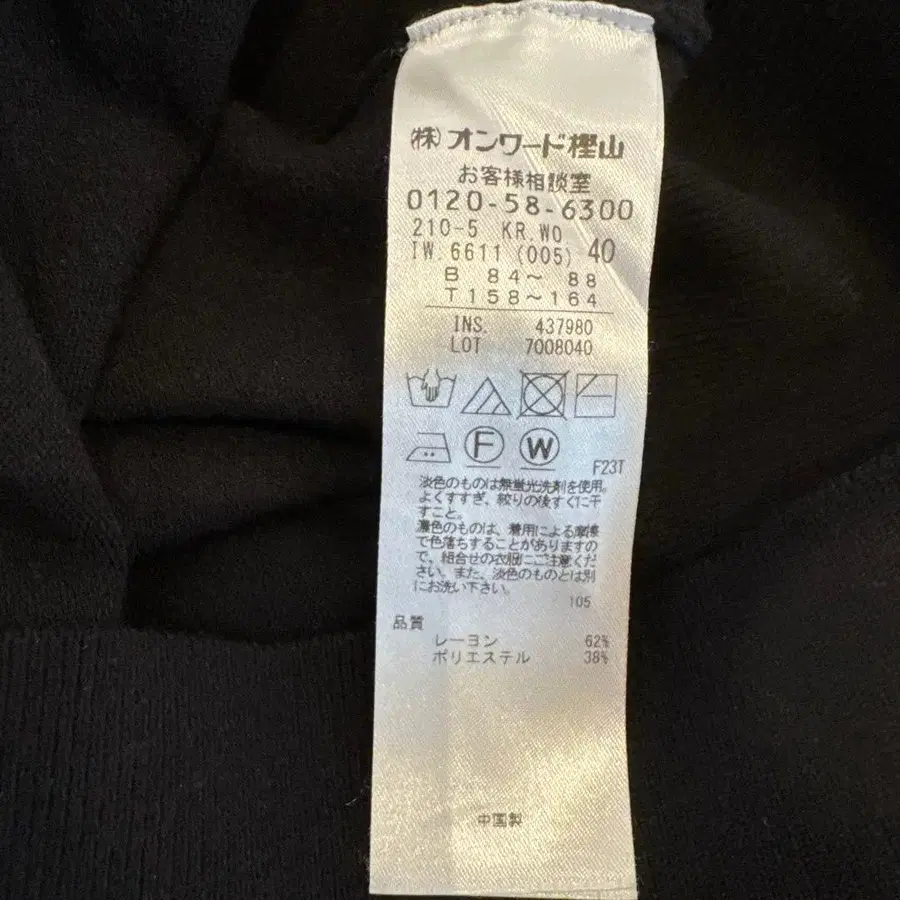 (株)オンワード樫山
お客様相談室
0120-58-6300
210-5 KR.WO.
IW.6611 (005) 40
B 84〜 88
T158〜164
INS. 437980
LOT 7008040
F W
F23T
淡色のものは無蛍光洗剤を使用。
よくすすぎ、絞りの後すぐに干
すこと。
濃色のものは、着用による摩擦
で色落ちすることがありますの
で、組合せの衣服にご注意くだ
さい。また、淡色のものとは別
にお洗い下さい。
105
品質
レーヨン 62%
ポリエステル 38%
中国製